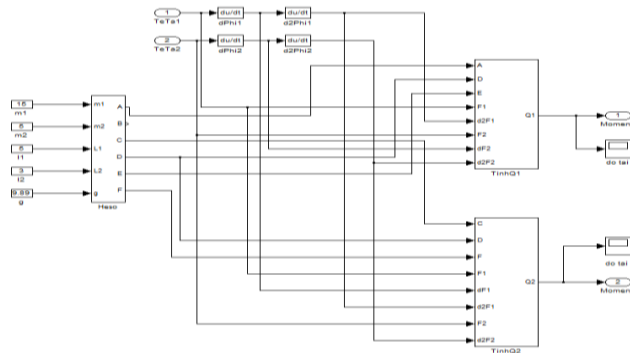 1
TeTa1
du/dt
dPhi1
du/dt
d2Phi1
2
TeTa2
du/dt
dPhi2
du/dt
d2Phi2
15
m1
5
m2
5
l1
3
l2
g
m1
m2
L1
L2
g
A
B
C
D
E
F
Heso
A
D
E
F1
d2F1
F2
dF2
d2F2
Q1
TinhQ1
1
Momen
do tai
C
D
F
F1
dF1
d2F1
F2
d2F2
Q2
TinhQ2
do tai
2
Momen